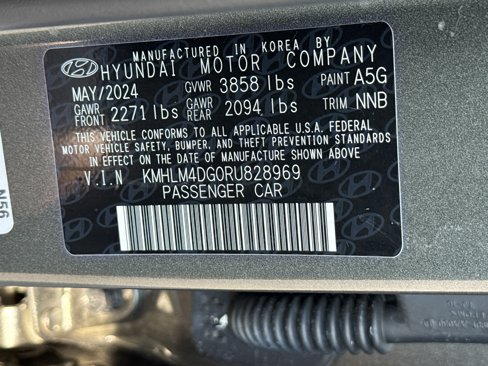 MANUFACTURED IN KOREA BY
HYUNDAI MOTOR COMPANY
MAY/2024 GVWR 3858 lbs PAINT A5G
GAWR FRONT 2271 lbs GAWR REAR 2094 lbs TRIM NNB
THIS VEHICLE CONFORMS TO ALL APPLICABLE U.S.A. FEDERAL
MOTOR VEHICLE SAFETY, BUMPER, AND THEFT PREVENTION STANDARDS
IN EFFECT ON THE DATE OF MANUFACTURE SHOWN ABOVE.
V.I.N KMHLM4DG0RU828969
PASSENGER CAR
N56